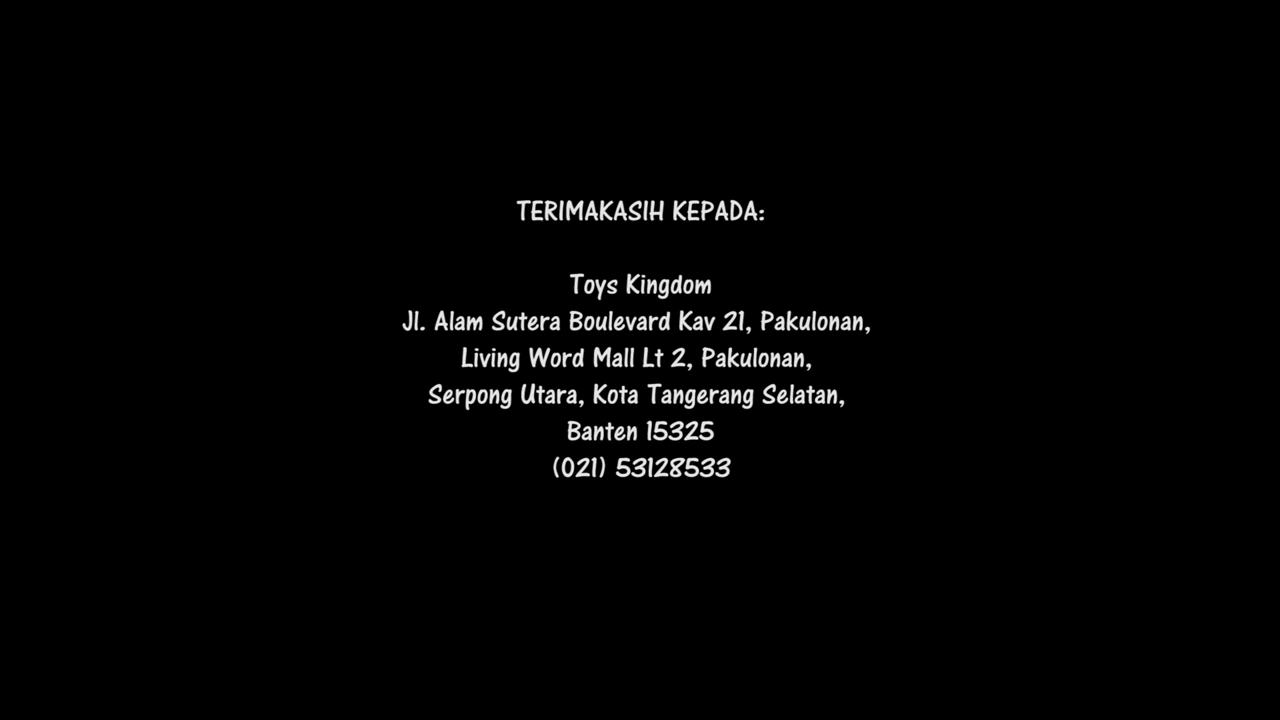 TERIMAKASIH KEPADA:
Toys Kingdom
Jl. Alam Sutera Boulevard Kav 21, Pakulonan,
Living Word Mall Lt 2, Pakulonan,
Serpong Utara, Kota Tangerang Selatan,
Banten 15325
(021) 53128533